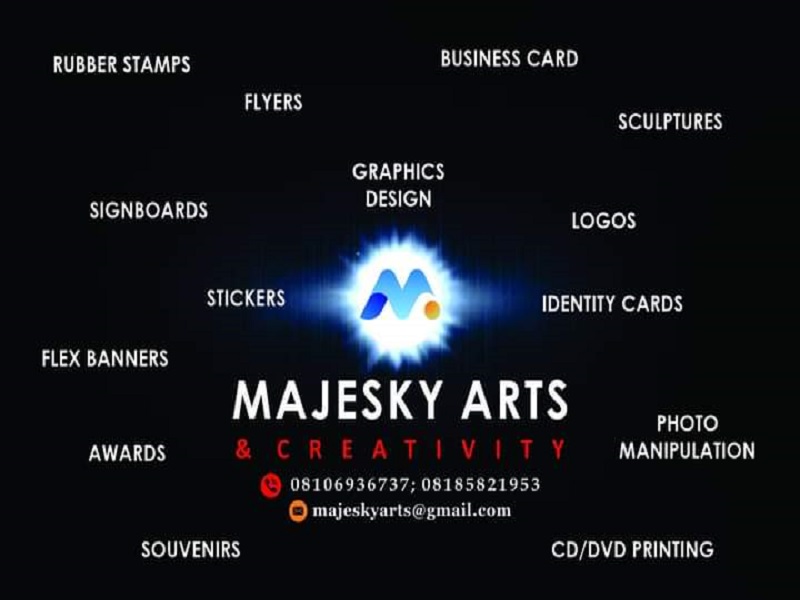 RUBBER STAMPS
BUSINESS CARD
FLYERS
SCULPTURES
GRAPHICS
DESIGN
SIGNBOARDS
LOGOS
STICKERS
IDENTITY CARDS
FLEX BANNERS
MAJESKY ARTS
& CREATIVITY
PHOTO
MANIPULATION
AWARDS
08106936737; 08185821953
majeskyarts@gmail.com
SOUVENIRS
CD/DVD PRINTING